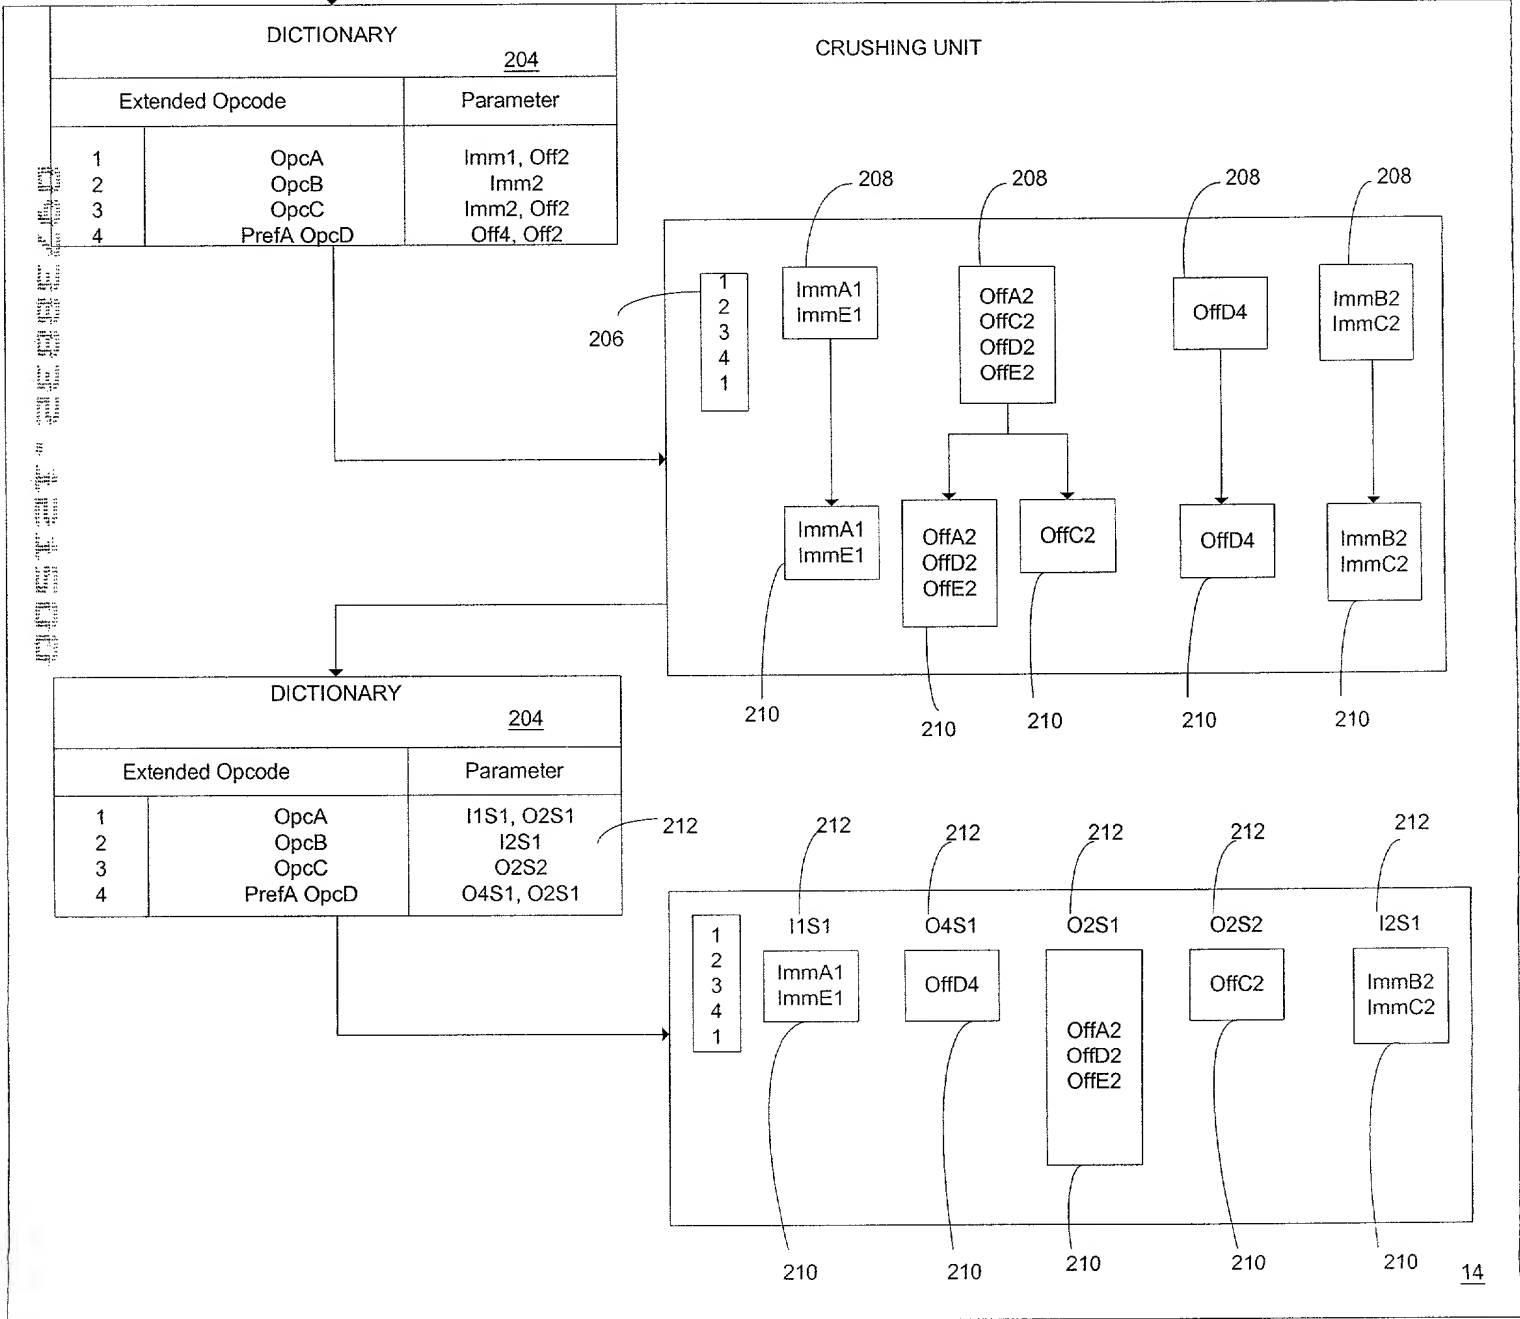 DICTIONARY
204
CRUSHING UNIT
Extended Opcode Parameter
1 OpcA Imm1, Off2
2 OpcB Imm2
3 OpcC Imm2, Off2
4 PrefA OpcD Off4, Off2
208 208 208 208
206
1
2
3
4
1
ImmA1
ImmE1
OffA2
OffC2
OffD2
OffE2
OffD4
ImmB2
ImmC2
ImmA1
ImmE1
OffA2
OffD2
OffE2
OffC2
OffD4
ImmB2
ImmC2
210 210 210 210 210
DICTIONARY
204
Extended Opcode Parameter
1 OpcA I1S1, O2S1
2 OpcB I2S1
3 OpcC O2S2
4 PrefA OpcD O4S1, O2S1
212 212 212 212 212 212
I1S1 O4S1 O2S1 O2S2 I2S1
1
2
3
4
1
ImmA1
ImmE1
OffD4
OffA2
OffD2
OffE2
OffC2
ImmB2
ImmC2
210 210 210 210 210
14